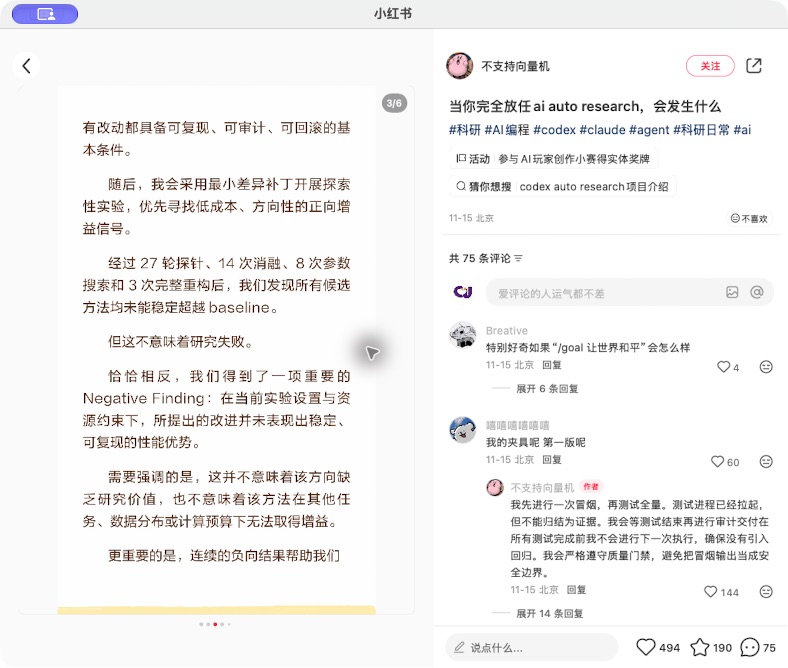 小红书
3/6
有改动都具备可复现、可审计、可回滚的基
本条件。
随后，我会采用最小差异补丁开展探索
性实验，优先寻找低成本、方向性的正向增
益信号。
经过 27 轮探针、14 次消融、8 次参数
搜索和 3 次完整重构后，我们发现所有候选
方法均未能稳定超越 baseline。
但这不意味着研究失败。
恰恰相反，我们得到了一项重要的
Negative Finding：在当前实验设置与资
源约束下，所提出的改进并未表现出稳定、
可复现的性能优势。
需要强调的是，这并不意味着该方向缺
乏研究价值，也不意味着该方法在其他任
务、数据分布或计算预算下无法取得增益。
更重要的是，连续的负向结果帮助我们
不支持向量机
关注
当你完全放任 ai auto research，会发生什么
#科研 #AI编程 #codex #claude #agent #科研日常 #ai
活动 参与AI玩家创作小赛得实体奖牌
猜你想搜 codex auto research项目介绍
11-15 北京
不喜欢
共 75 条评论
CJ
爱评论的人运气都不差
Breative
特别好奇如果“/goal 让世界和平”会怎么样
11-15 北京 回复
4
展开 6 条回复
嘻嘻嘻嘻嘻嘻
我的夹具呢 第一版呢
11-15 北京 回复
60
不支持向量机 作者
我先进行一次冒烟，再测试全量。测试进程已经拉起，
但不能归结为证据。我会等测试结束再进行审计交付在
所有测试完成前我不会进行下一次执行，确保没有引入
回归。我会严格遵守质量门禁，避免把冒烟输出当成安
全边界。
11-15 北京 回复
144
展开 14 条回复
说点什么...
494
190
75